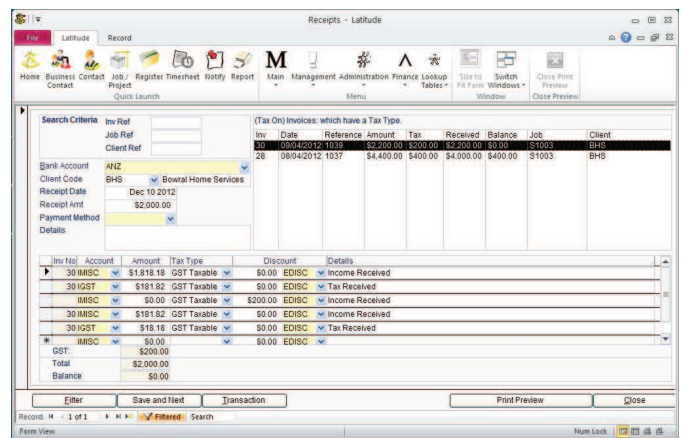 Receipts - Latitude
File Latitude Record
Home Business Contact Contact Job / Project Register Timesheet Notify Report Main Management Administration Finance Lookup Tables Size to Fit Form Switch Windows Close Print Preview
Quick Launch Menu Window Close Preview
Search Criteria Inv Ref
Job Ref
Client Ref
(Tax On) Invoices: which have a Tax Type.
Inv Date Reference Amount Tax Received Balance Job Client
30 09/04/2012 1039 $2,200.00 $200.00 $2,200.00 $0.00 S1003 BHS
28 08/04/2012 1037 $4,400.00 $400.00 $4,000.00 $400.00 S1003 BHS
Bank Account ANZ
Client Code BHS Bowral Home Services
Receipt Date Dec 10 2012
Receipt Amt $2,000.00
Payment Method
Details
Inv No Account Amount Tax Type Discount Details
30 IMISC $1,818.18 GST Taxable $0.00 EDISC Income Received
30 IGST $181.82 GST Taxable $0.00 EDISC Tax Received
IMISC $0.00 GST Taxable $200.00 EDISC Income Received
30 IMISC $181.82 GST Taxable $0.00 EDISC Income Received
30 IGST $18.18 GST Taxable $0.00 EDISC Tax Received
* IMISC $0.00 $0.00 EDISC
GST: $200.00
Total $2,000.00
Balance $0.00
Filter Save and Next Transaction Print Preview Close
Record: 1 of 1 Filtered Search
Form View Num Lock